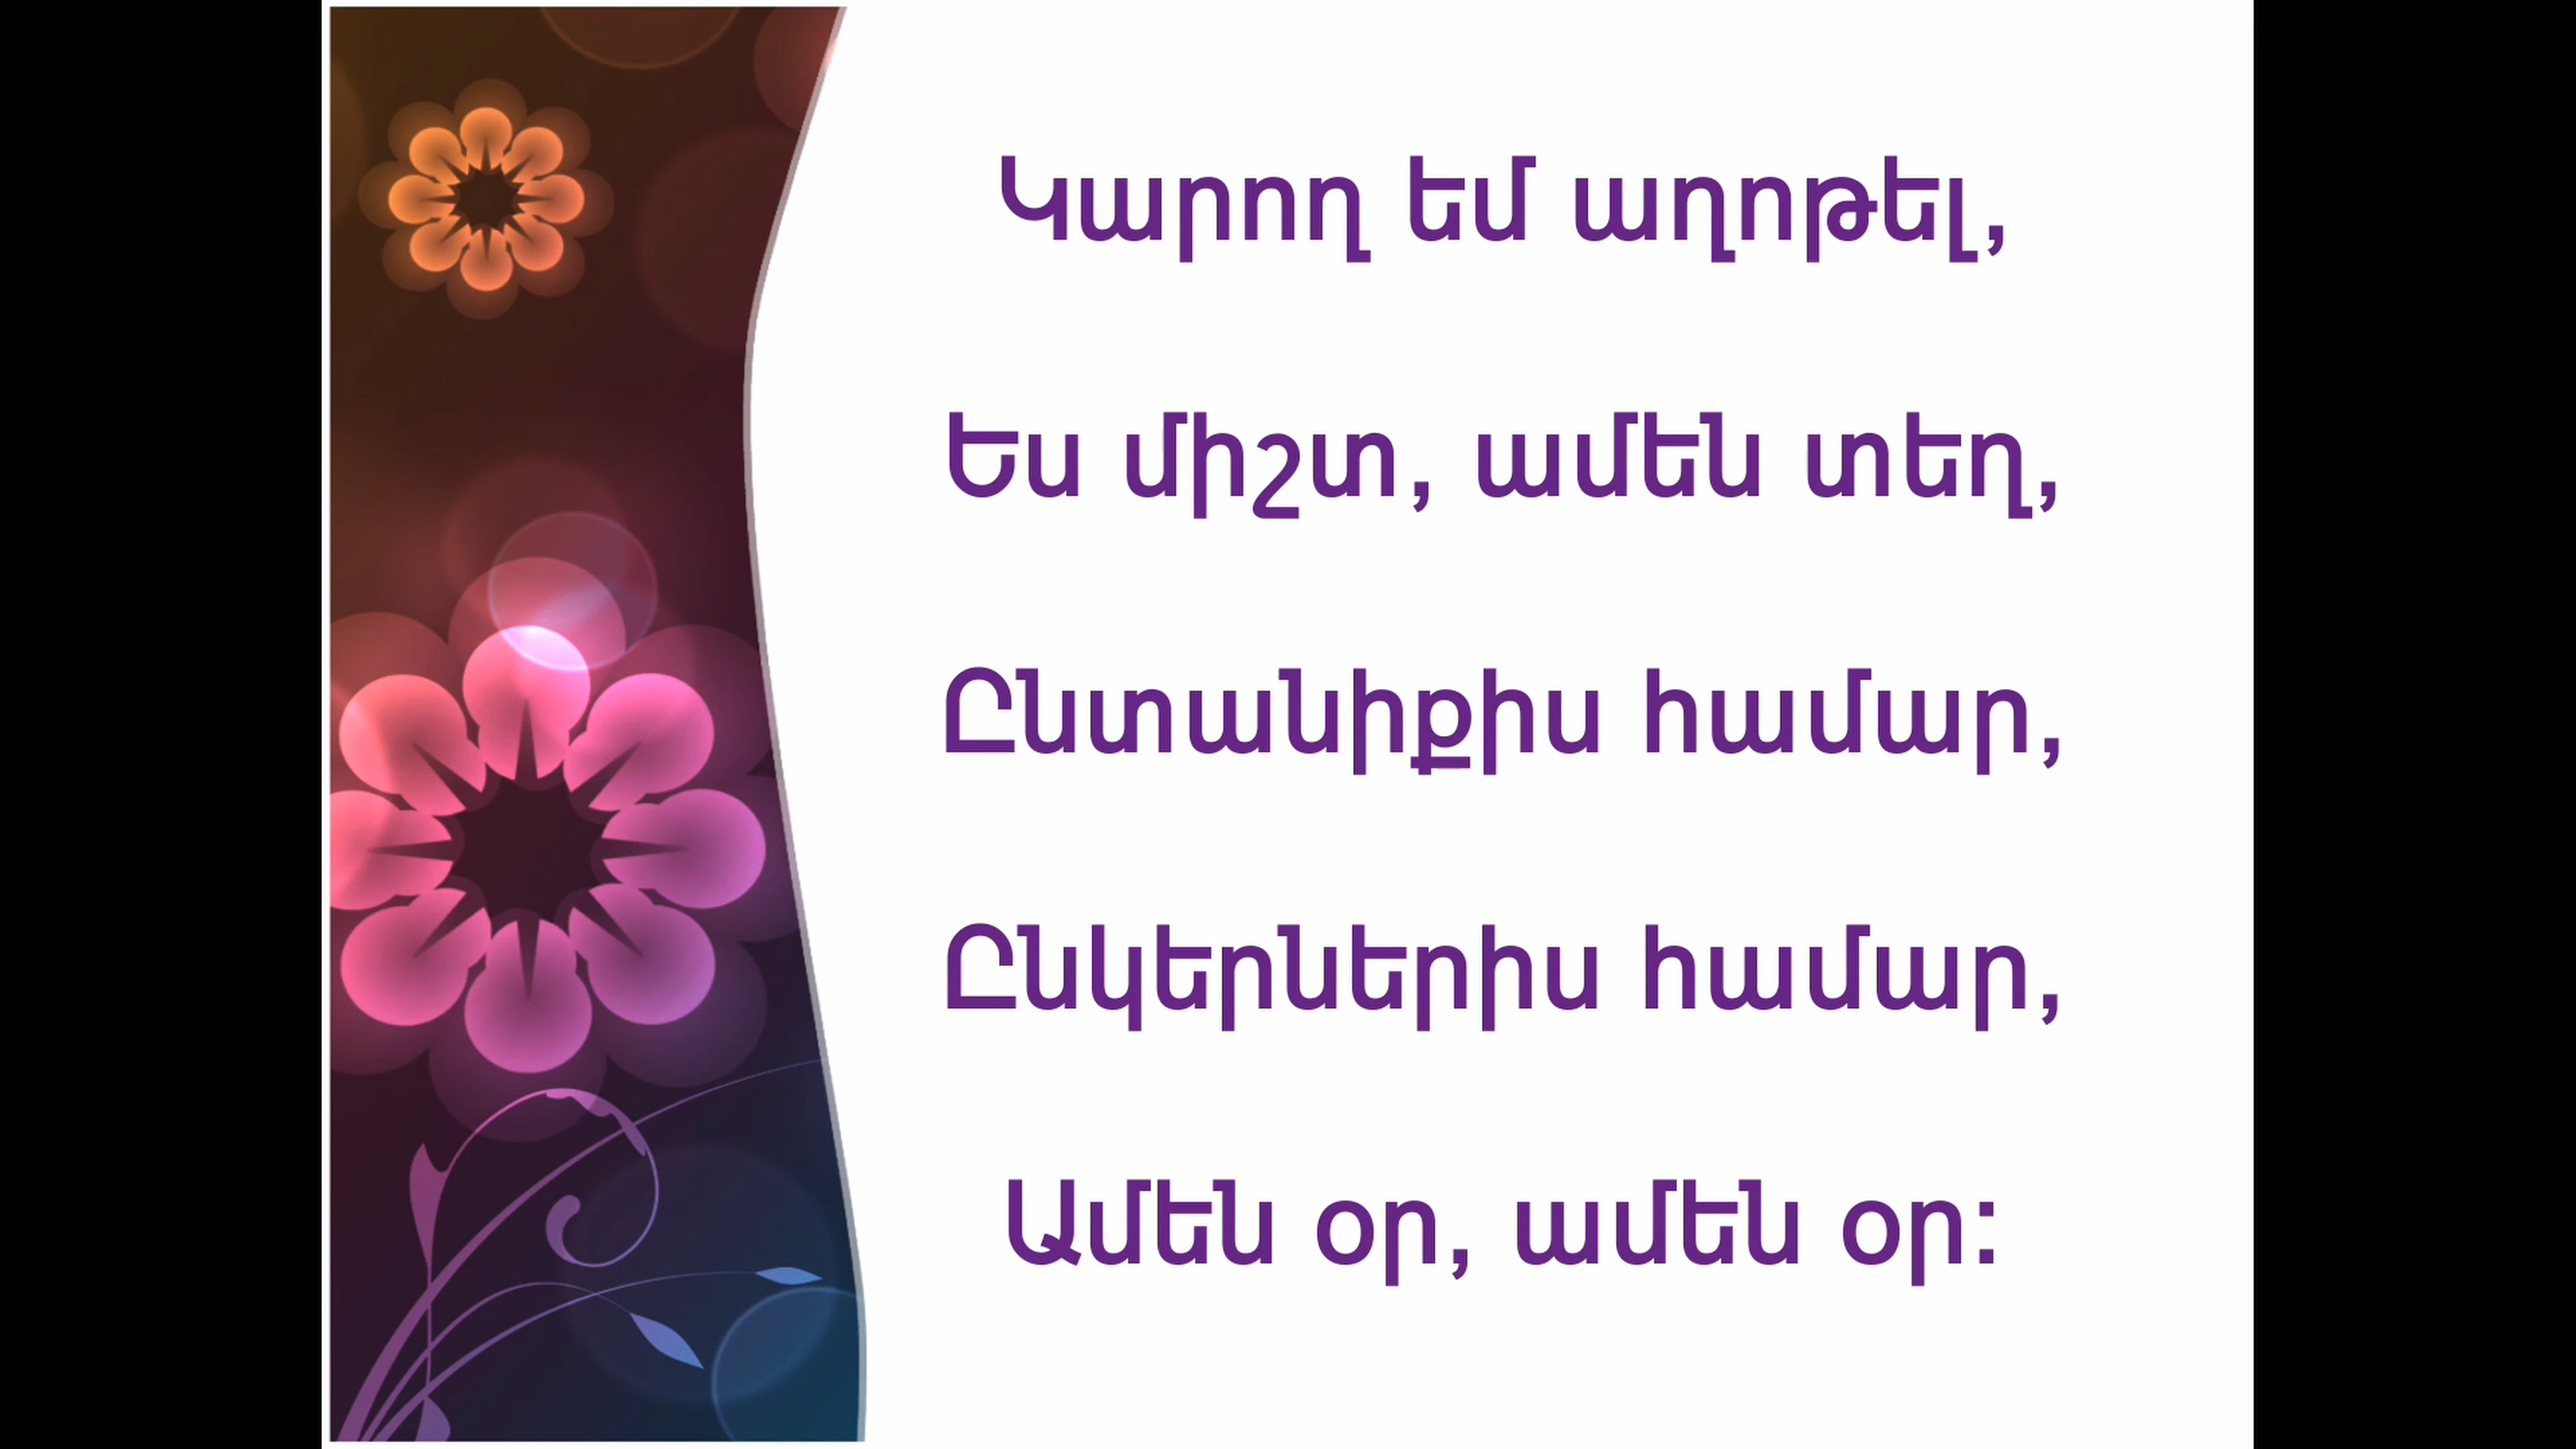 Կարող եմ աղոթել,
Ես միշտ, ամեն տեղ,
Ընտանիքիս համար,
Ընկերներիս համար,
Ամեն օր, ամեն օր: